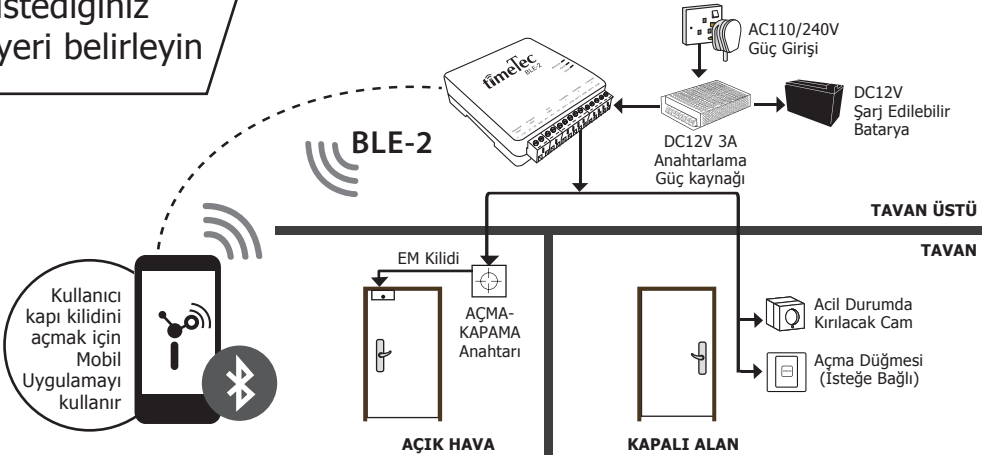 istediğiniz
yeri belirleyin
AC110/240V
Güç Girişi
timeTec
BLE-2
DC12V
Şarj Edilebilir
Batarya
BLE-2
DC12V 3A
Anahtarlama
Güç kaynağı
TAVAN ÜSTÜ
TAVAN
EM Kilidi
AÇMA-
KAPAMA
Anahtarı
Kullanıcı
kapı kilidini
açmak için
Mobil
Uygulamayı
kullanır
Acil Durumda
Kırılacak Cam
Açma Düğmesi
(İsteğe Bağlı)
AÇIK HAVA
KAPALI ALAN